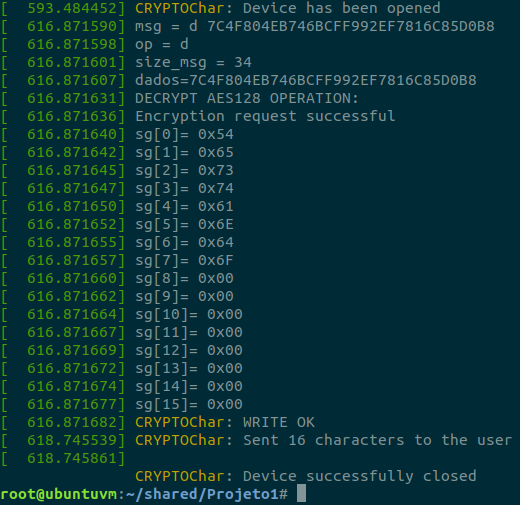 [  593.484452] CRYPTOChar: Device has been opened
[  616.871590] msg = d 7C4F804EB746BCFF992EF7816C85D0B8
[  616.871598] op = d
[  616.871601] size_msg = 34
[  616.871607] dados=7C4F804EB746BCFF992EF7816C85D0B8
[  616.871631] DECRYPT AES128 OPERATION:
[  616.871636] Encryption request successful
[  616.871640] sg[0]= 0x54
[  616.871642] sg[1]= 0x65
[  616.871645] sg[2]= 0x73
[  616.871647] sg[3]= 0x74
[  616.871650] sg[4]= 0x61
[  616.871652] sg[5]= 0x6E
[  616.871655] sg[6]= 0x64
[  616.871657] sg[7]= 0x6F
[  616.871660] sg[8]= 0x00
[  616.871662] sg[9]= 0x00
[  616.871664] sg[10]= 0x00
[  616.871667] sg[11]= 0x00
[  616.871669] sg[12]= 0x00
[  616.871672] sg[13]= 0x00
[  616.871674] sg[14]= 0x00
[  616.871677] sg[15]= 0x00
[  616.871682] CRYPTOChar: WRITE OK
[  618.745539] CRYPTOChar: Sent 16 characters to the user
[  618.745861]
CRYPTOChar: Device successfully closed
root@ubuntuvm:~/shared/Projeto1#